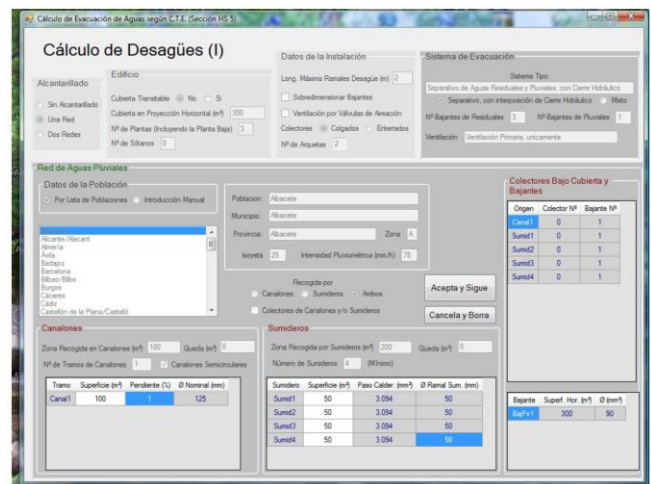 Cálculo de Evacuación de Aguas según C.T.E. (Sección HS 5)
Cálculo de Desagües (I)
Alcantarillado
Sin Alcantarillado
Una Red
Dos Redes
Edificio
Cubierta Transitable No Si
Cubierta en Proyección Horizontal (m²) 300
Nº de Plantas (Incluyendo la Planta Baja) 3
Nº de Sótanos 0
Datos de la Instalación
Long. Máxima Ramales Desagüe (m) 2
Sobredimensionar Bajantes
Ventilación por Válvulas de Aireación
Colectores Colgados Enterrados
Nº de Arquetas 2
Sistema de Evacuación
Sistema Tipo:
Separativo de Aguas Residuales y Pluviales, con Cierre Hidráulico
Separativo, con interposición de Cierre Hidráulico Mixto
Nº Bajantes de Residuales 3 Nº Bajantes de Pluviales 1
Ventilación Ventilación Primaria, unicamente
Red de Aguas Pluviales
Datos de la Población
Por Lista de Poblaciones Introducción Manual
Alicante/Alacant
Almería
Ávila
Badajoz
Barcelona
Bilbao/Bilbo
Burgos
Cáceres
Cádiz
Castellón de la Plana/Castelló
Poblacion: Albacete
Municipio: Albacete
Provincia: Albacete Zona A
Isoyeta 25 Intensidad Pluviométrica (mm/h) 78
Recogida por
Canalones Sumideros Ambos
Colectores de Canalones y/o Sumideros
Acepta y Sigue
Cancela y Borra
Colectores Bajo Cubierta y Bajantes
Origen Colector Nº Bajante Nº
Canal1 0 1
Sumid1 0 1
Sumid2 0 1
Sumid3 0 1
Sumid4 0 1
Canalones
Zona Recogida en Canalones (m²) 100 Queda (m²) 0
Nº de Tramos de Canalones 1 Canalones Semicirculares
Tramo Superficie (m²) Pendiente (%) Ø Nominal (mm)
Canal1 100 1 125
Sumideros
Zona Recogida por Sumideros (m²) 200 Queda (m²) 0
Número de Sumideros 4 (Mínimo)
Sumidero Superficie (m²) Paso Calder. (mm²) Ø Ramal Sum. (mm)
Sumid1 50 3.094 50
Sumid2 50 3.094 50
Sumid3 50 3.094 50
Sumid4 50 3.094 50
Bajante Superf. Hor. (m²) Ø (mm²)
BajPv1 300 90